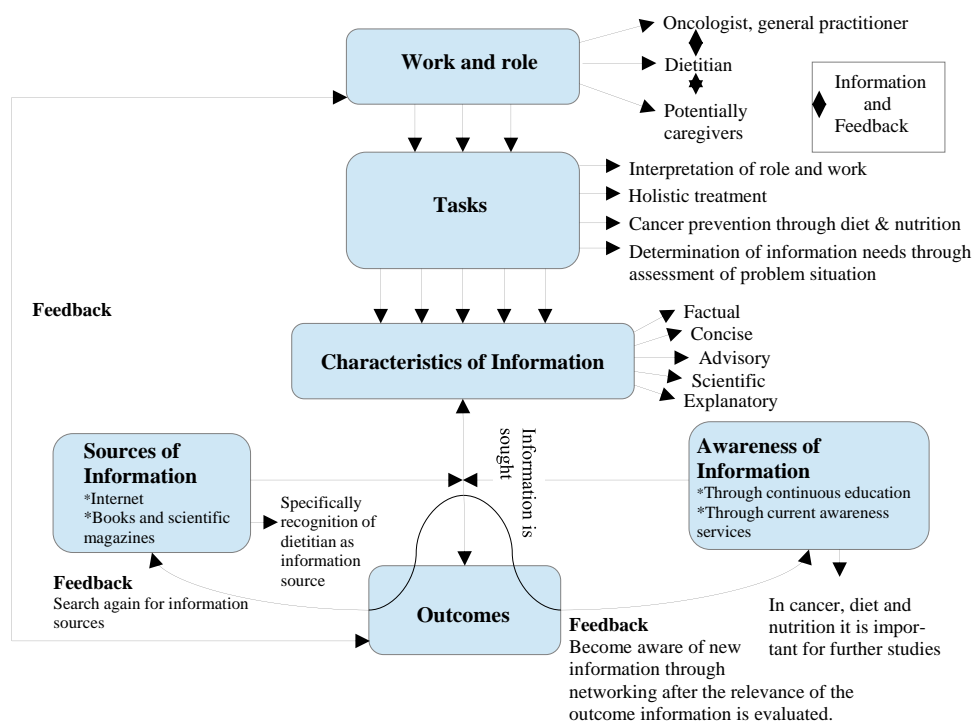 Oncologist, general practitioner
Work and role
Dietitian
Potentially
caregivers
Information
and
Feedback
Tasks
Interpretation of role and work
Holistic treatment
Cancer prevention through diet & nutrition
Determination of information needs through
assessment of problem situation
Feedback
Characteristics of Information
Factual
Concise
Advisory
Scientific
Explanatory
Sources of
Information
*Internet
*Books and scientific
magazines
Specifically
recognition of
dietitian as
information
source
Information is
sought
Awareness of
Information
*Through continuous education
*Through current awareness
services
Feedback
Search again for information
sources
Outcomes
Feedback
Become aware of new
information through
networking after the relevance of the
outcome information is evaluated.
In cancer, diet and
nutrition it is impor-
tant for further studies